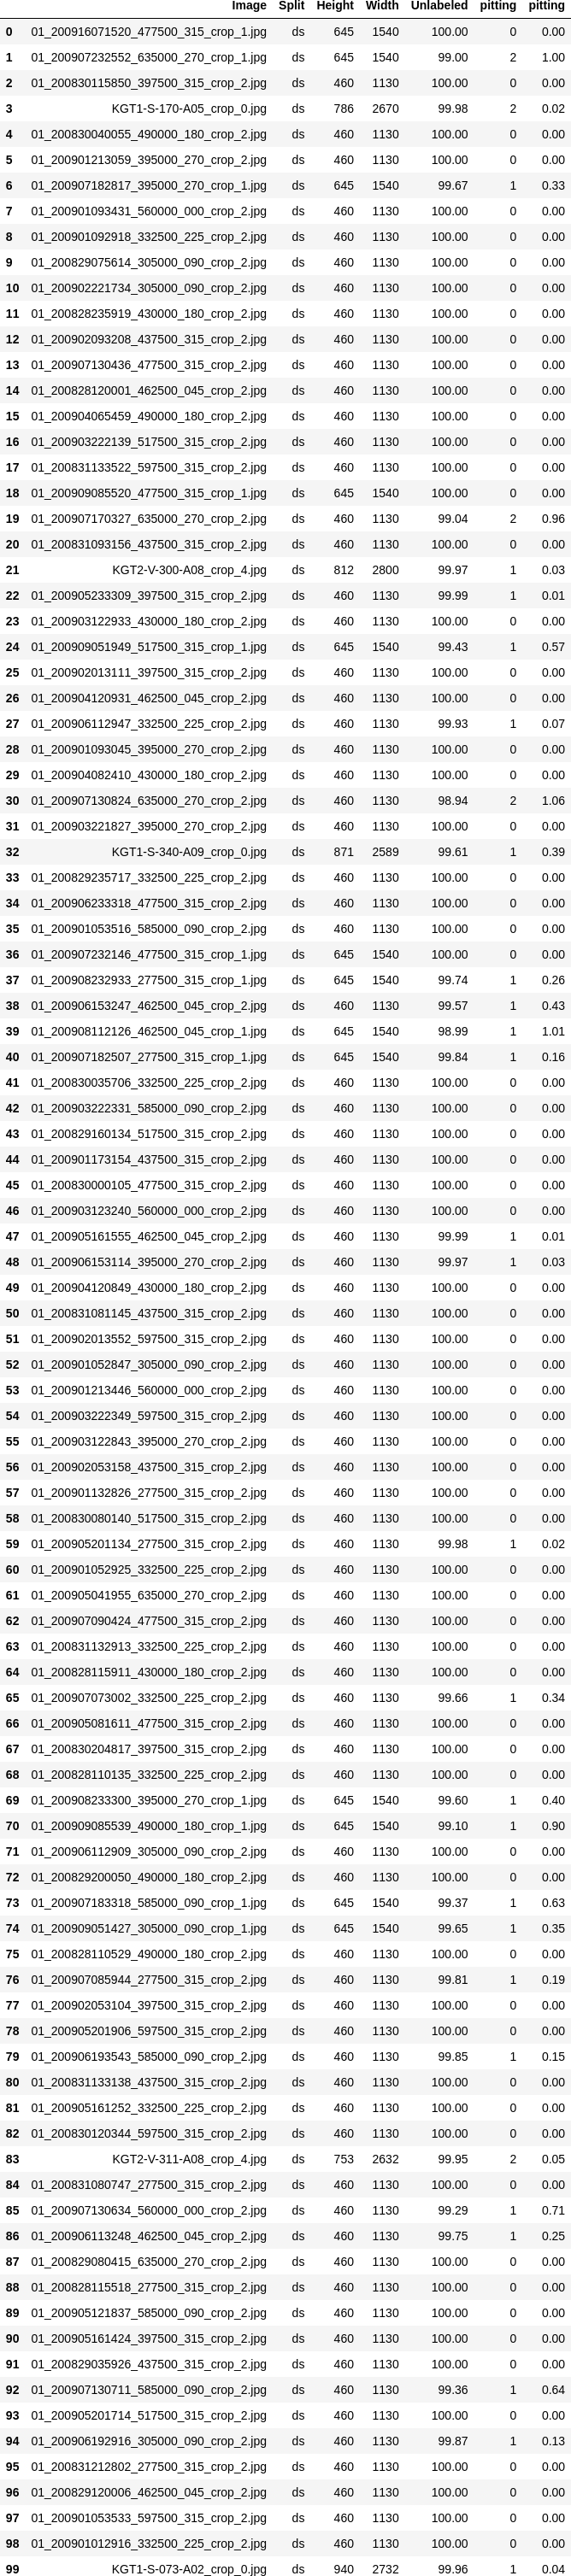 Image Split Height Width Unlabeled pitting pitting
0 01_200916071520_477500_315_crop_1.jpg ds 645 1540 100.00 0 0.00
1 01_200907232552_635000_270_crop_1.jpg ds 645 1540 99.00 2 1.00
2 01_200830115850_397500_315_crop_2.jpg ds 460 1130 100.00 0 0.00
3 KGT1-S-170-A05_crop_0.jpg ds 786 2670 99.98 2 0.02
4 01_200830040055_490000_180_crop_2.jpg ds 460 1130 100.00 0 0.00
5 01_200901213059_395000_270_crop_2.jpg ds 460 1130 100.00 0 0.00
6 01_200907182817_395000_270_crop_1.jpg ds 645 1540 99.67 1 0.33
7 01_200901093431_560000_000_crop_2.jpg ds 460 1130 100.00 0 0.00
8 01_200901092918_332500_225_crop_2.jpg ds 460 1130 100.00 0 0.00
9 01_200829075614_305000_090_crop_2.jpg ds 460 1130 100.00 0 0.00
10 01_200902221734_305000_090_crop_2.jpg ds 460 1130 100.00 0 0.00
11 01_200828235919_430000_180_crop_2.jpg ds 460 1130 100.00 0 0.00
12 01_200902093208_437500_315_crop_2.jpg ds 460 1130 100.00 0 0.00
13 01_200907130436_477500_315_crop_2.jpg ds 460 1130 100.00 0 0.00
14 01_200828120001_462500_045_crop_2.jpg ds 460 1130 100.00 0 0.00
15 01_200904065459_490000_180_crop_2.jpg ds 460 1130 100.00 0 0.00
16 01_200903222139_517500_315_crop_2.jpg ds 460 1130 100.00 0 0.00
17 01_200831133522_597500_315_crop_2.jpg ds 460 1130 100.00 0 0.00
18 01_200909085520_477500_315_crop_1.jpg ds 645 1540 100.00 0 0.00
19 01_200907170327_635000_270_crop_2.jpg ds 460 1130 99.04 2 0.96
20 01_200831093156_437500_315_crop_2.jpg ds 460 1130 100.00 0 0.00
21 KGT2-V-300-A08_crop_4.jpg ds 812 2800 99.97 1 0.03
22 01_200905233309_397500_315_crop_2.jpg ds 460 1130 99.99 1 0.01
23 01_200903122933_430000_180_crop_2.jpg ds 460 1130 100.00 0 0.00
24 01_200909051949_517500_315_crop_1.jpg ds 645 1540 99.43 1 0.57
25 01_200902013111_397500_315_crop_2.jpg ds 460 1130 100.00 0 0.00
26 01_200904120931_462500_045_crop_2.jpg ds 460 1130 100.00 0 0.00
27 01_200906112947_332500_225_crop_2.jpg ds 460 1130 99.93 1 0.07
28 01_200901093045_395000_270_crop_2.jpg ds 460 1130 100.00 0 0.00
29 01_200904082410_430000_180_crop_2.jpg ds 460 1130 100.00 0 0.00
30 01_200907130824_635000_270_crop_2.jpg ds 460 1130 98.94 2 1.06
31 01_200903221827_395000_270_crop_2.jpg ds 460 1130 100.00 0 0.00
32 KGT1-S-340-A09_crop_0.jpg ds 871 2589 99.61 1 0.39
33 01_200829235717_332500_225_crop_2.jpg ds 460 1130 100.00 0 0.00
34 01_200906233318_477500_315_crop_2.jpg ds 460 1130 100.00 0 0.00
35 01_200901053516_585000_090_crop_2.jpg ds 460 1130 100.00 0 0.00
36 01_200907232146_477500_315_crop_1.jpg ds 645 1540 100.00 0 0.00
37 01_200908232933_277500_315_crop_1.jpg ds 645 1540 99.74 1 0.26
38 01_200906153247_462500_045_crop_2.jpg ds 460 1130 99.57 1 0.43
39 01_200908112126_462500_045_crop_1.jpg ds 645 1540 98.99 1 1.01
40 01_200907182507_277500_315_crop_1.jpg ds 645 1540 99.84 1 0.16
41 01_200830035706_332500_225_crop_2.jpg ds 460 1130 100.00 0 0.00
42 01_200903222331_585000_090_crop_2.jpg ds 460 1130 100.00 0 0.00
43 01_200829160134_517500_315_crop_2.jpg ds 460 1130 100.00 0 0.00
44 01_200901173154_437500_315_crop_2.jpg ds 460 1130 100.00 0 0.00
45 01_200830000105_477500_315_crop_2.jpg ds 460 1130 100.00 0 0.00
46 01_200903123240_560000_000_crop_2.jpg ds 460 1130 100.00 0 0.00
47 01_200905161555_462500_045_crop_2.jpg ds 460 1130 99.99 1 0.01
48 01_200906153114_395000_270_crop_2.jpg ds 460 1130 99.97 1 0.03
49 01_200904120849_430000_180_crop_2.jpg ds 460 1130 100.00 0 0.00
50 01_200831081145_437500_315_crop_2.jpg ds 460 1130 100.00 0 0.00
51 01_200902013552_597500_315_crop_2.jpg ds 460 1130 100.00 0 0.00
52 01_200901052847_305000_090_crop_2.jpg ds 460 1130 100.00 0 0.00
53 01_200901213446_560000_000_crop_2.jpg ds 460 1130 100.00 0 0.00
54 01_200903222349_597500_315_crop_2.jpg ds 460 1130 100.00 0 0.00
55 01_200903122843_395000_270_crop_2.jpg ds 460 1130 100.00 0 0.00
56 01_200902053158_437500_315_crop_2.jpg ds 460 1130 100.00 0 0.00
57 01_200901132826_277500_315_crop_2.jpg ds 460 1130 100.00 0 0.00
58 01_200830080140_517500_315_crop_2.jpg ds 460 1130 100.00 0 0.00
59 01_200905201134_277500_315_crop_2.jpg ds 460 1130 99.98 1 0.02
60 01_200901052925_332500_225_crop_2.jpg ds 460 1130 100.00 0 0.00
61 01_200905041955_635000_270_crop_2.jpg ds 460 1130 100.00 0 0.00
62 01_200907090424_477500_315_crop_2.jpg ds 460 1130 100.00 0 0.00
63 01_200831132913_332500_225_crop_2.jpg ds 460 1130 100.00 0 0.00
64 01_200828115911_430000_180_crop_2.jpg ds 460 1130 100.00 0 0.00
65 01_200907073002_332500_225_crop_2.jpg ds 460 1130 99.66 1 0.34
66 01_200905081611_477500_315_crop_2.jpg ds 460 1130 100.00 0 0.00
67 01_200830204817_397500_315_crop_2.jpg ds 460 1130 100.00 0 0.00
68 01_200828110135_332500_225_crop_2.jpg ds 460 1130 100.00 0 0.00
69 01_200908233300_395000_270_crop_1.jpg ds 645 1540 99.60 1 0.40
70 01_200909085539_490000_180_crop_1.jpg ds 645 1540 99.10 1 0.90
71 01_200906112909_305000_090_crop_2.jpg ds 460 1130 100.00 0 0.00
72 01_200829200050_490000_180_crop_2.jpg ds 460 1130 100.00 0 0.00
73 01_200907183318_585000_090_crop_1.jpg ds 645 1540 99.37 1 0.63
74 01_200909051427_305000_090_crop_1.jpg ds 645 1540 99.65 1 0.35
75 01_200828110529_490000_180_crop_2.jpg ds 460 1130 100.00 0 0.00
76 01_200907085944_277500_315_crop_2.jpg ds 460 1130 99.81 1 0.19
77 01_200902053104_397500_315_crop_2.jpg ds 460 1130 100.00 0 0.00
78 01_200905201906_597500_315_crop_2.jpg ds 460 1130 100.00 0 0.00
79 01_200906193543_585000_090_crop_2.jpg ds 460 1130 99.85 1 0.15
80 01_200831133138_437500_315_crop_2.jpg ds 460 1130 100.00 0 0.00
81 01_200905161252_332500_225_crop_2.jpg ds 460 1130 100.00 0 0.00
82 01_200830120344_597500_315_crop_2.jpg ds 460 1130 100.00 0 0.00
83 KGT2-V-311-A08_crop_4.jpg ds 753 2632 99.95 2 0.05
84 01_200831080747_277500_315_crop_2.jpg ds 460 1130 100.00 0 0.00
85 01_200907130634_560000_000_crop_2.jpg ds 460 1130 99.29 1 0.71
86 01_200906113248_462500_045_crop_2.jpg ds 460 1130 99.75 1 0.25
87 01_200829080415_635000_270_crop_2.jpg ds 460 1130 100.00 0 0.00
88 01_200828115518_277500_315_crop_2.jpg ds 460 1130 100.00 0 0.00
89 01_200905121837_585000_090_crop_2.jpg ds 460 1130 100.00 0 0.00
90 01_200905161424_397500_315_crop_2.jpg ds 460 1130 100.00 0 0.00
91 01_200829035926_437500_315_crop_2.jpg ds 460 1130 100.00 0 0.00
92 01_200907130711_585000_090_crop_2.jpg ds 460 1130 99.36 1 0.64
93 01_200905201714_517500_315_crop_2.jpg ds 460 1130 100.00 0 0.00
94 01_200906192916_305000_090_crop_2.jpg ds 460 1130 99.87 1 0.13
95 01_200831212802_277500_315_crop_2.jpg ds 460 1130 100.00 0 0.00
96 01_200829120006_462500_045_crop_2.jpg ds 460 1130 100.00 0 0.00
97 01_200901053533_597500_315_crop_2.jpg ds 460 1130 100.00 0 0.00
98 01_200901012916_332500_225_crop_2.jpg ds 460 1130 100.00 0 0.00
99 KGT1-S-073-A02_crop_0.jpg ds 940 2732 99.96 1 0.04